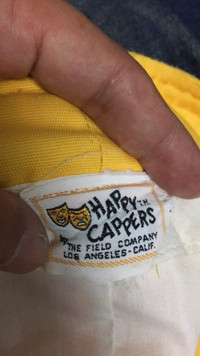 HAPPY TM
CAPPERS
by THE FIELD COMPANY
LOS ANGELES - CALIF.